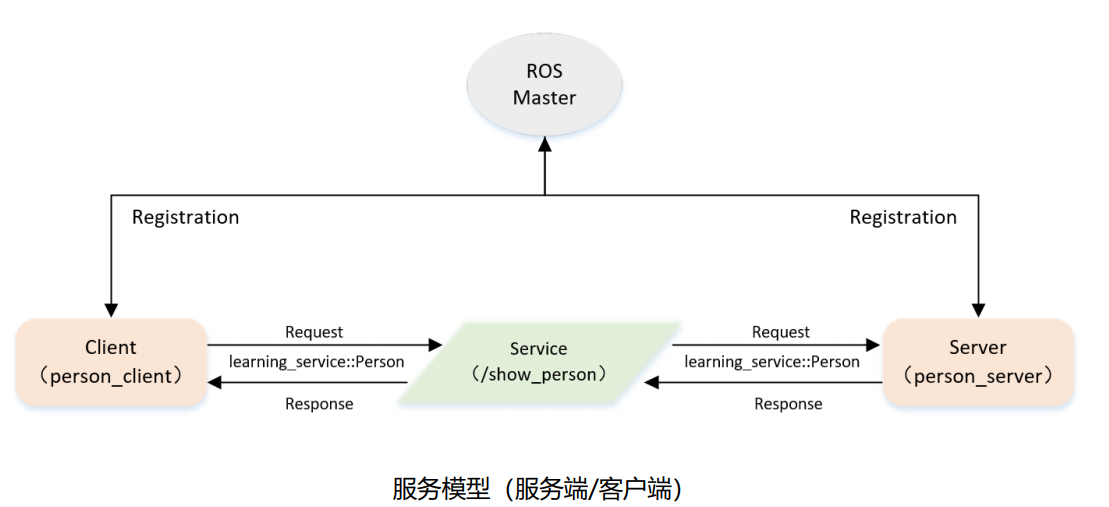 ROS
Master
Registration
Registration
Client
（person_client）
Request
learning_service::Person
Response
Service
（/show_person）
Request
learning_service::Person
Response
Server
（person_server）
服务模型（服务端/客户端）